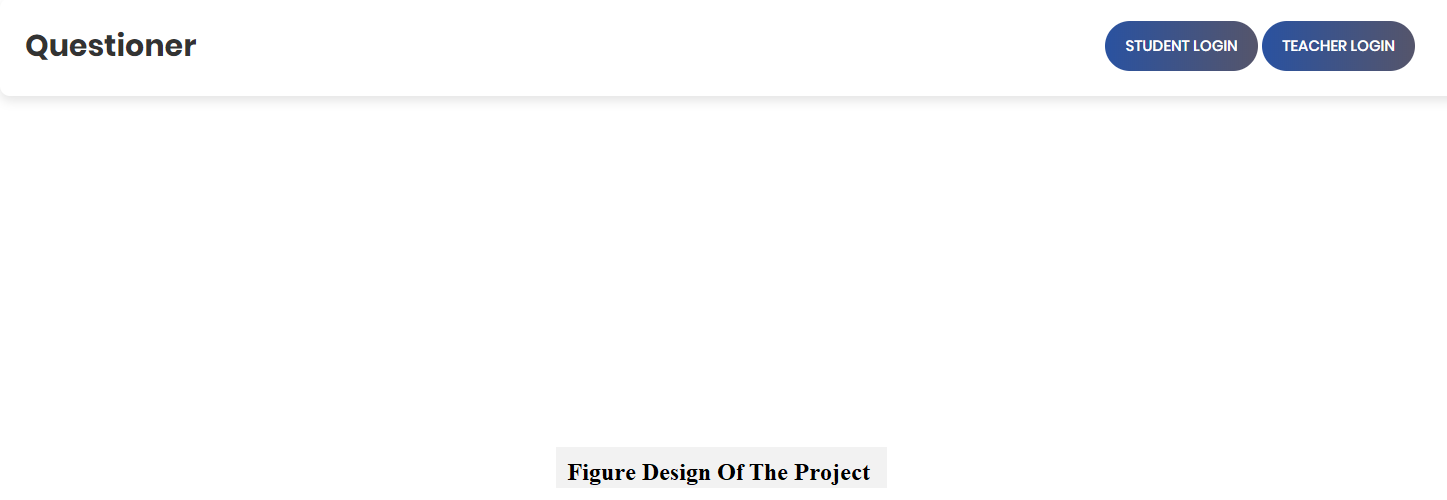 Questioner
STUDENT LOGIN
TEACHER LOGIN
Figure Design Of The Project